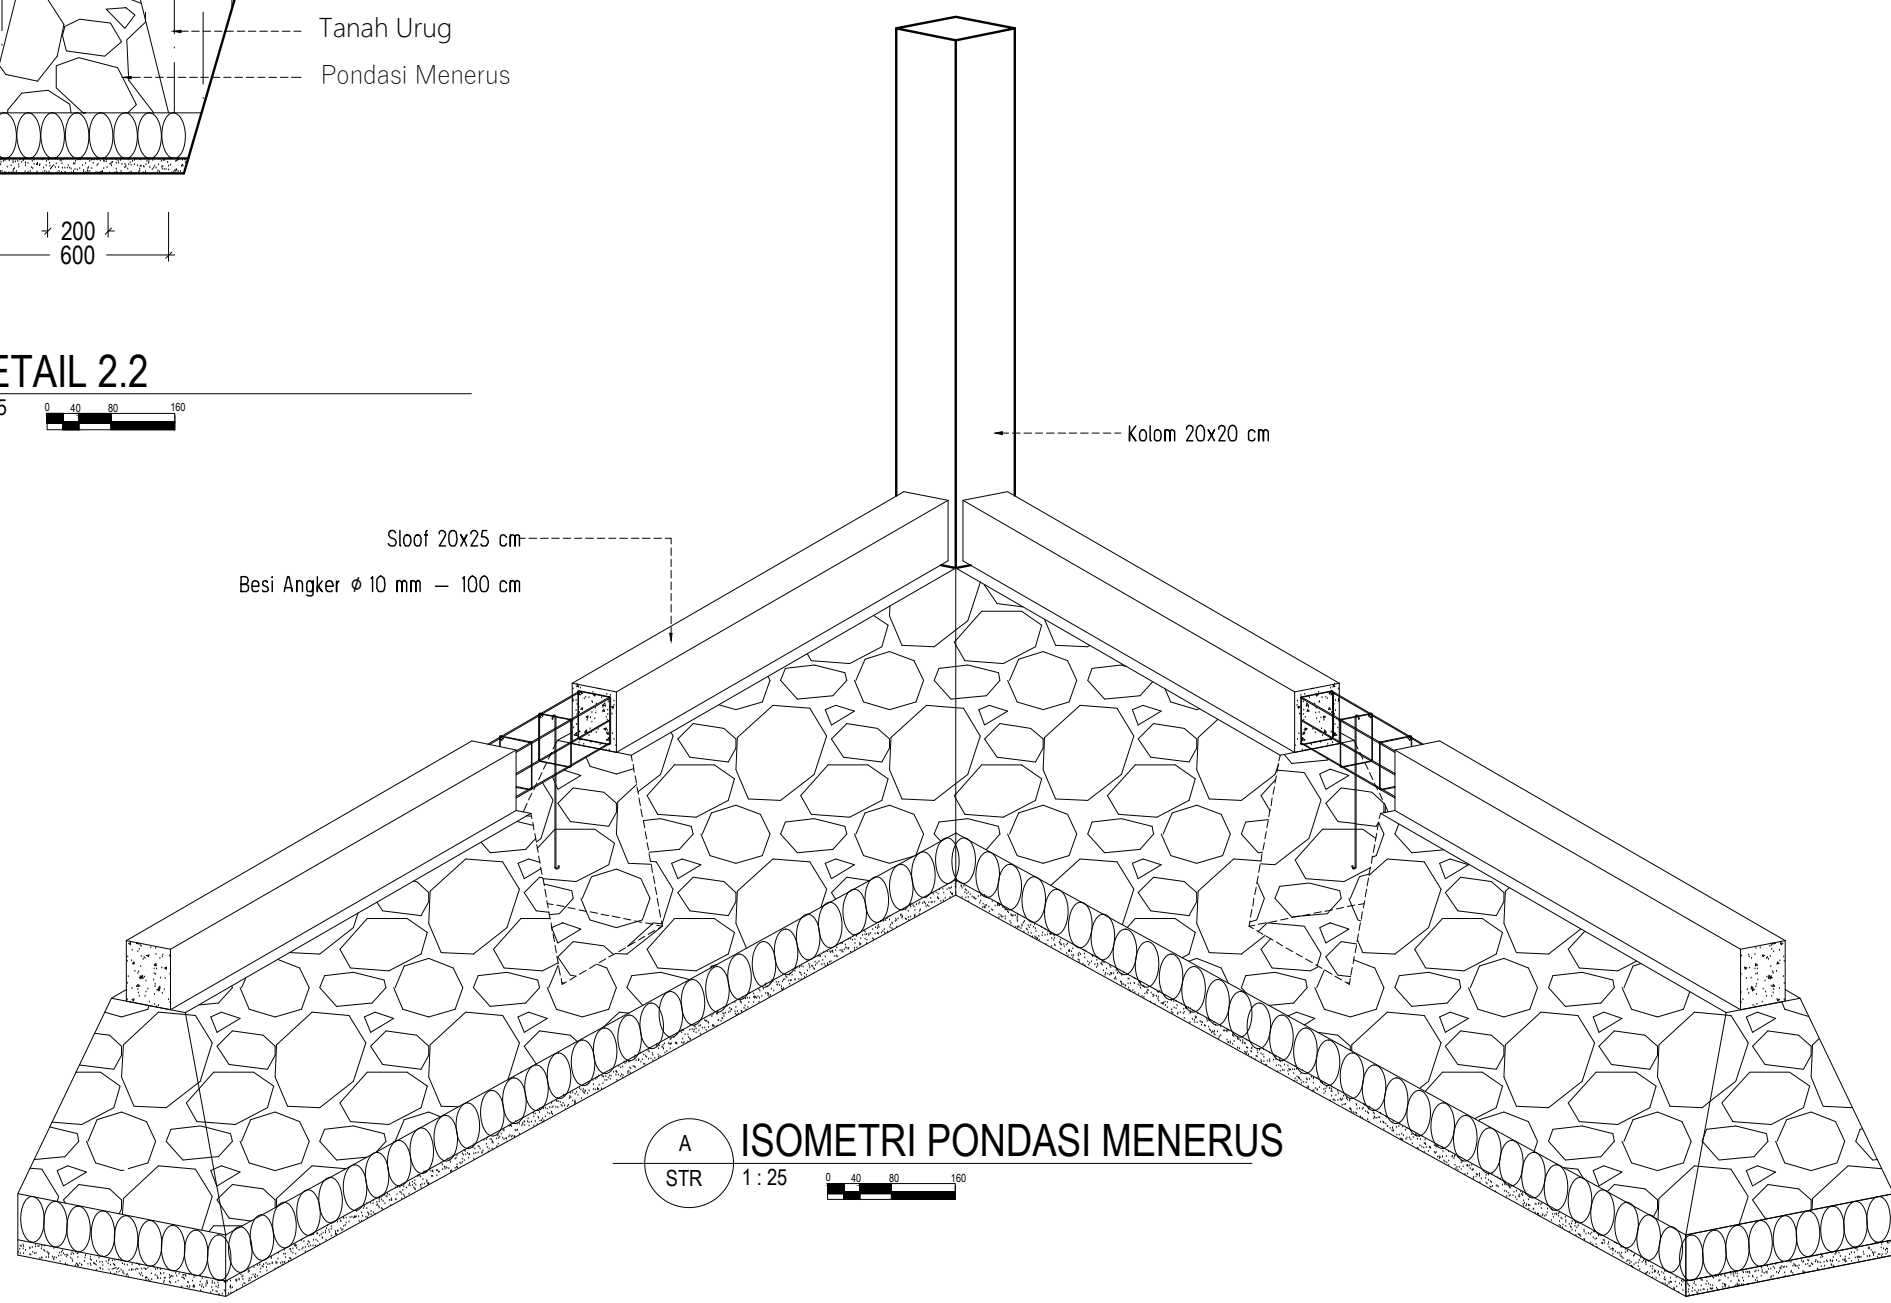 Tanah Urug
Pondasi Menerus
200
600
ETAIL 2.2
5
0 40 80 160
Kolom 20x20 cm
Sloof 20x25 cm
Besi Angker ϕ 10 mm – 100 cm
A
STR
ISOMETRI PONDASI MENERUS
1 : 25
0 40 80 160